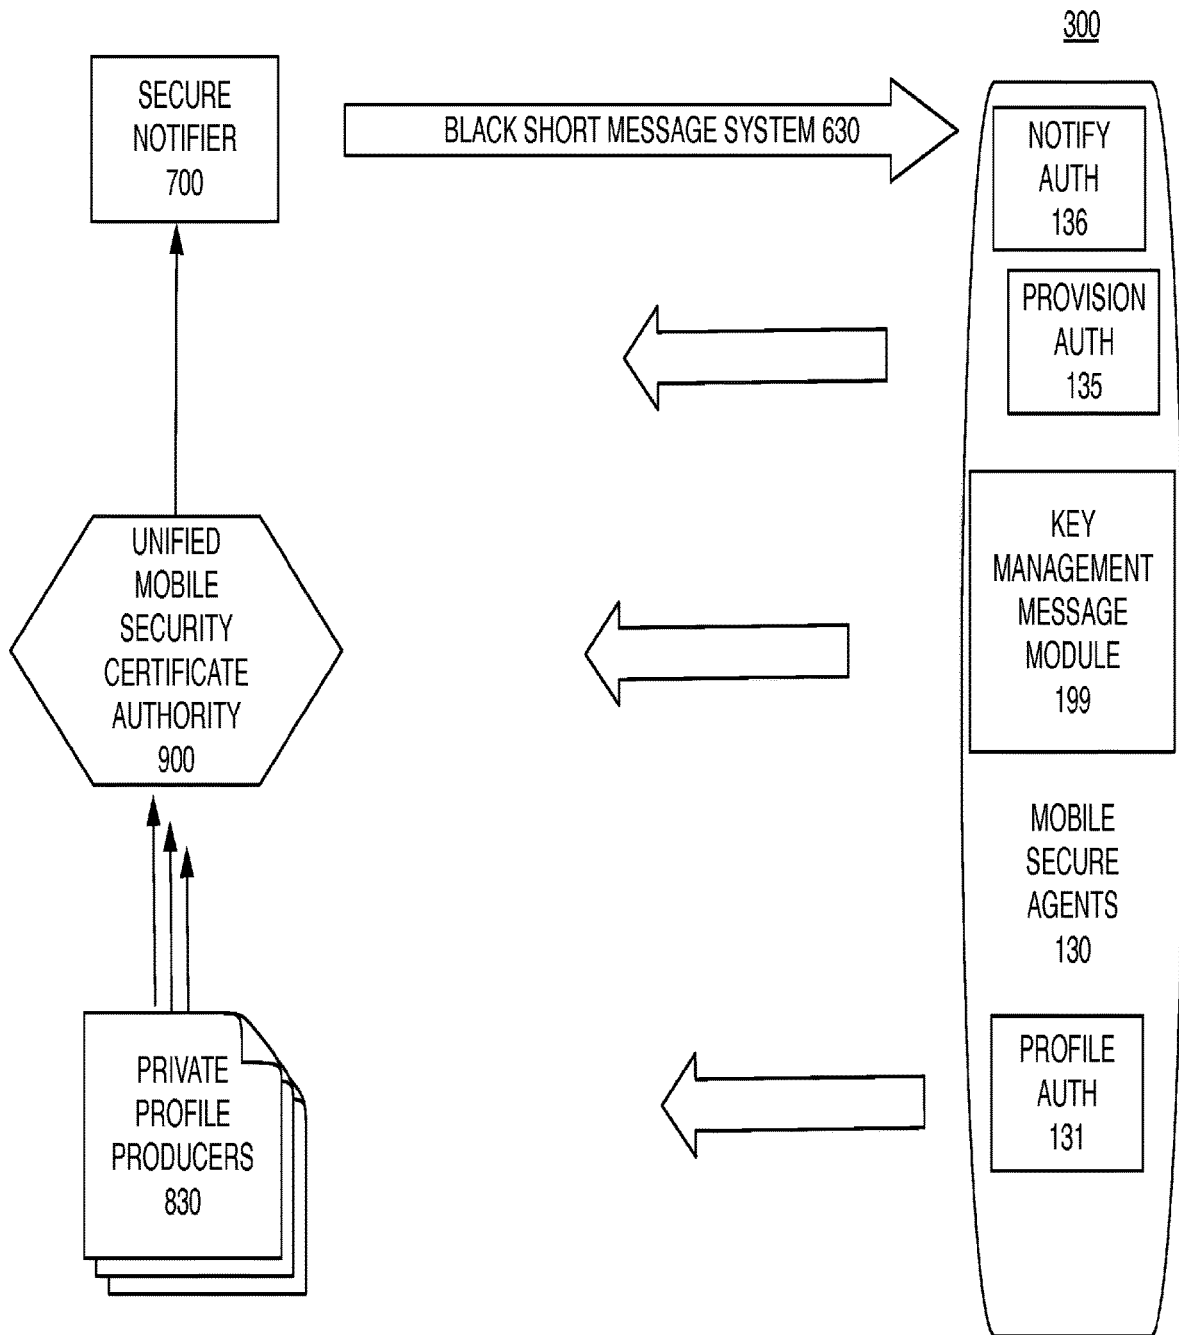 300
SECURE
NOTIFIER
700
BLACK SHORT MESSAGE SYSTEM 630
NOTIFY
AUTH
136
PROVISION
AUTH
135
UNIFIED
MOBILE
SECURITY
CERTIFICATE
AUTHORITY
900
KEY
MANAGEMENT
MESSAGE
MODULE
199
MOBILE
SECURE
AGENTS
130
PRIVATE
PROFILE
PRODUCERS
830
PROFILE
AUTH
131